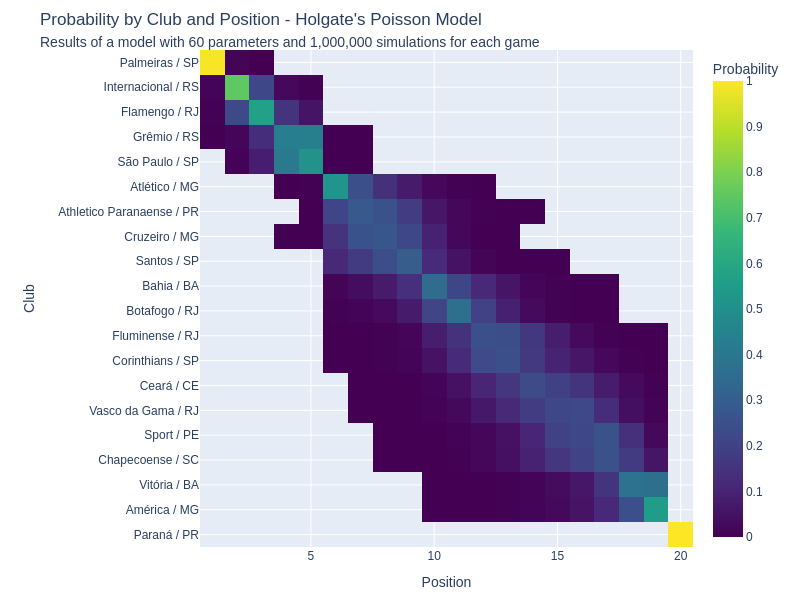 Probability by Club and Position - Holgate's Poisson Model
Results of a model with 60 parameters and 1,000,000 simulations for each game
Probability
Palmeiras / SP
Internacional / RS
Flamengo / RJ
Grêmio / RS
São Paulo / SP
Atlético / MG
Athletico Paranaense / PR
Cruzeiro / MG
Santos / SP
Bahia / BA
Botafogo / RJ
Fluminense / RJ
Corinthians / SP
Ceará / CE
Vasco da Gama / RJ
Sport / PE
Chapecoense / SC
Vitória / BA
América / MG
Paraná / PR
Club
5
10
15
20
Position
1
0.9
0.8
0.7
0.6
0.5
0.4
0.3
0.2
0.1
0